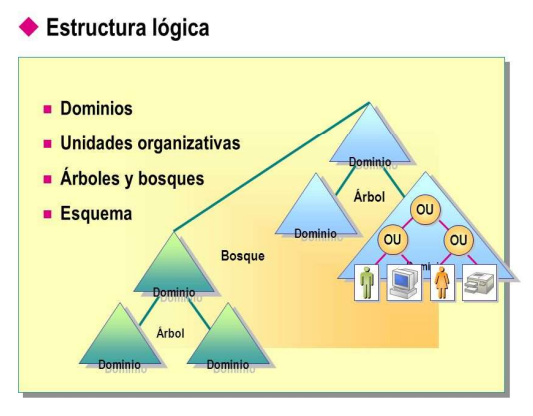 Estructura lógica
Dominios
Unidades organizativas
Árboles y bosques
Esquema
Dominio
Árbol
Dominio
OU
OU
OU
Bosque
Dominio
Árbol
Dominio
Dominio